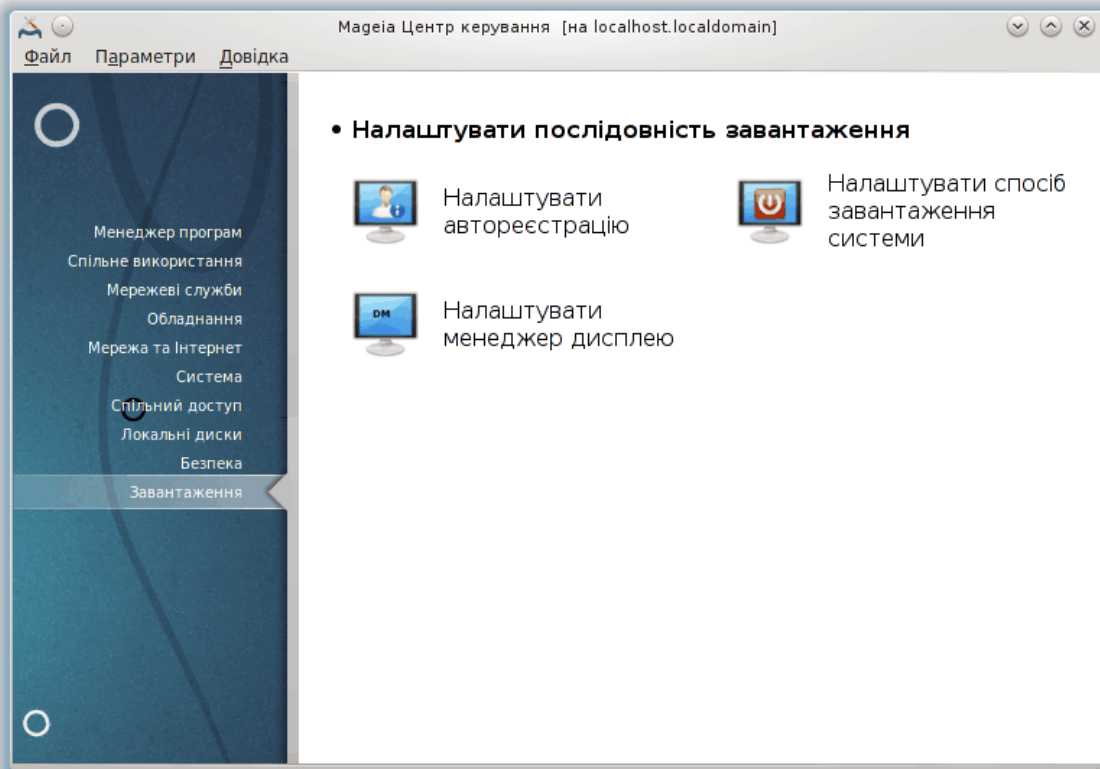 Mageia Центр керування [на localhost.localdomain]
Файл Параметри Довідка
Менеджер програм
Спільне використання
Мережеві служби
Обладнання
Мережа та Інтернет
Система
Спільний доступ
Локальні диски
Безпека
Завантаження
• Налаштувати послідовність завантаження
Налаштувати
автореєстрацію
Налаштувати спосіб
завантаження
системи
DM
Налаштувати
менеджер дисплею